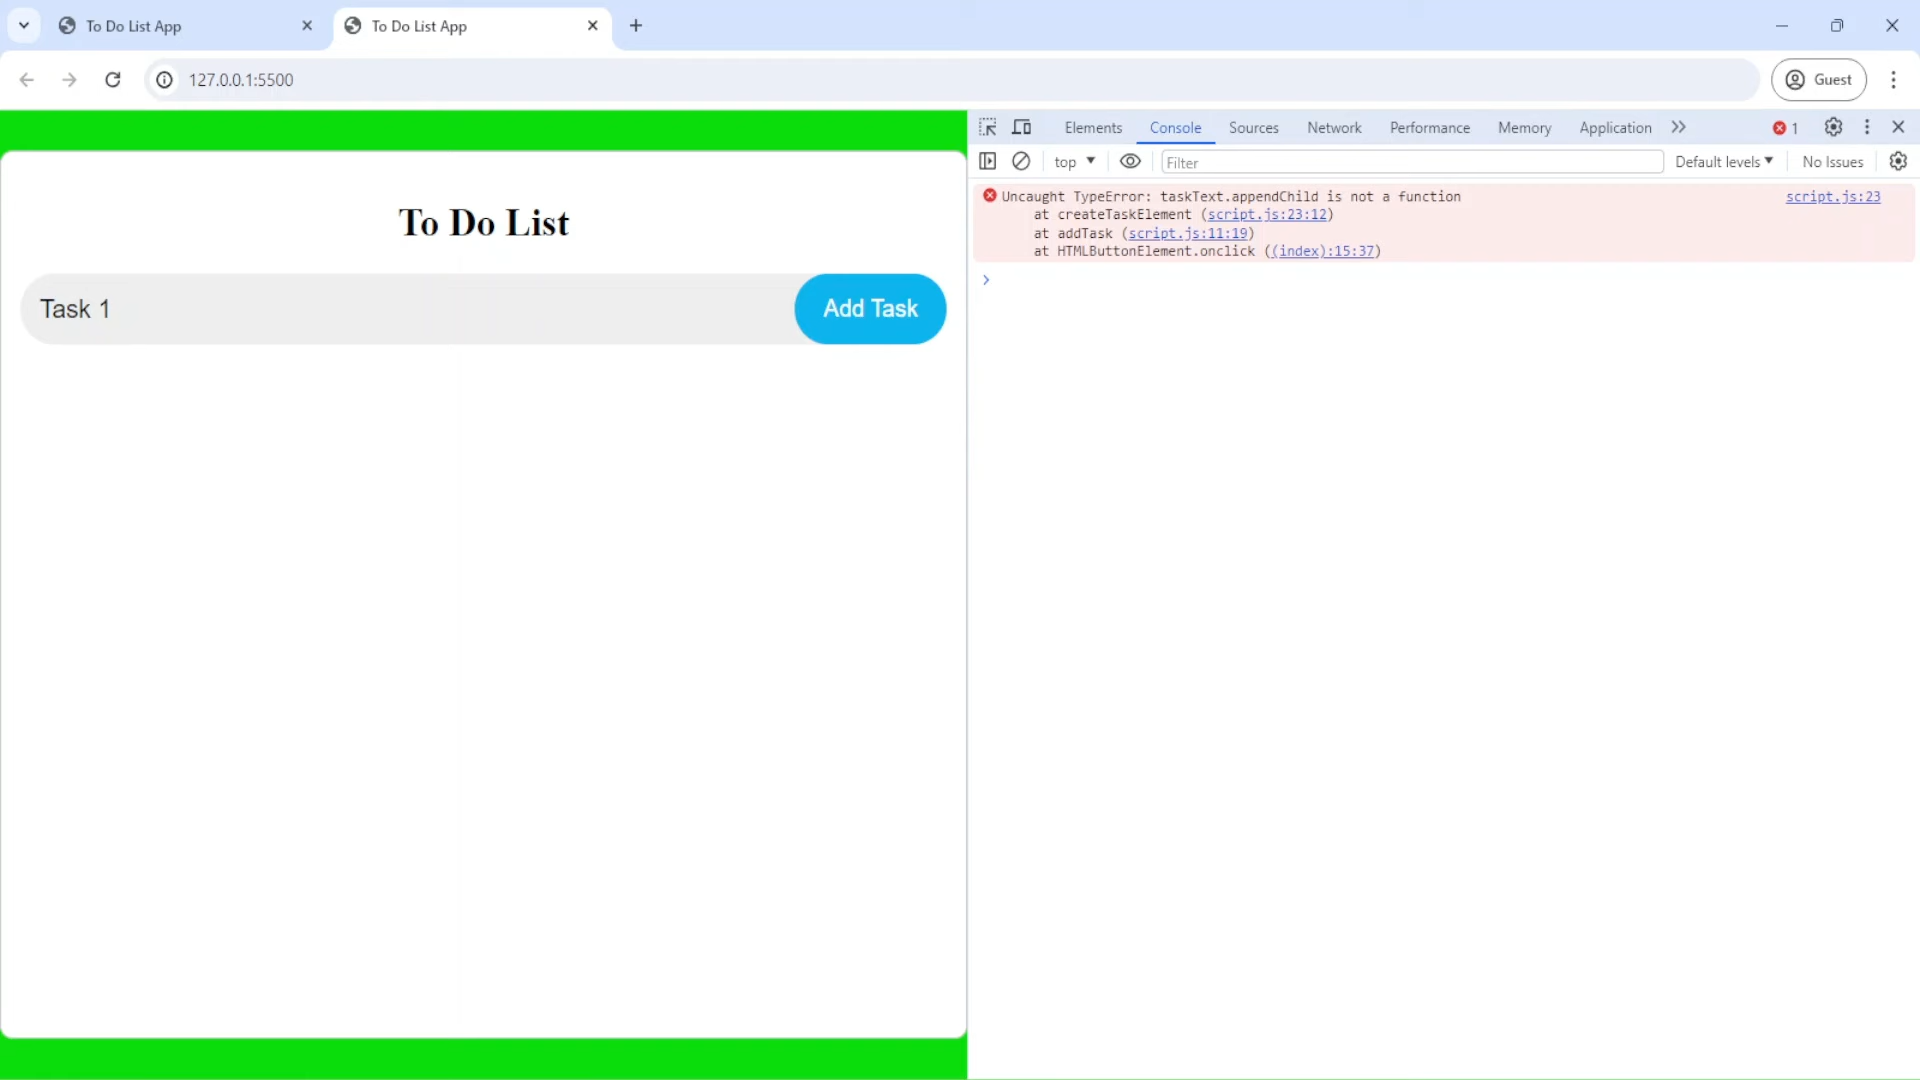 To Do List App
To Do List App
127.0.0.1:5500
Guest
Elements Console Sources Network Performance Memory Application
1
top
Filter
Default levels
No Issues
Uncaught TypeError: taskText.appendChild is not a function script.js:23
at createTaskElement (script.js:23:12)
at addTask (script.js:11:19)
at HTMLButtonElement.onclick ((index):15:37)
To Do List
Task 1
Add Task